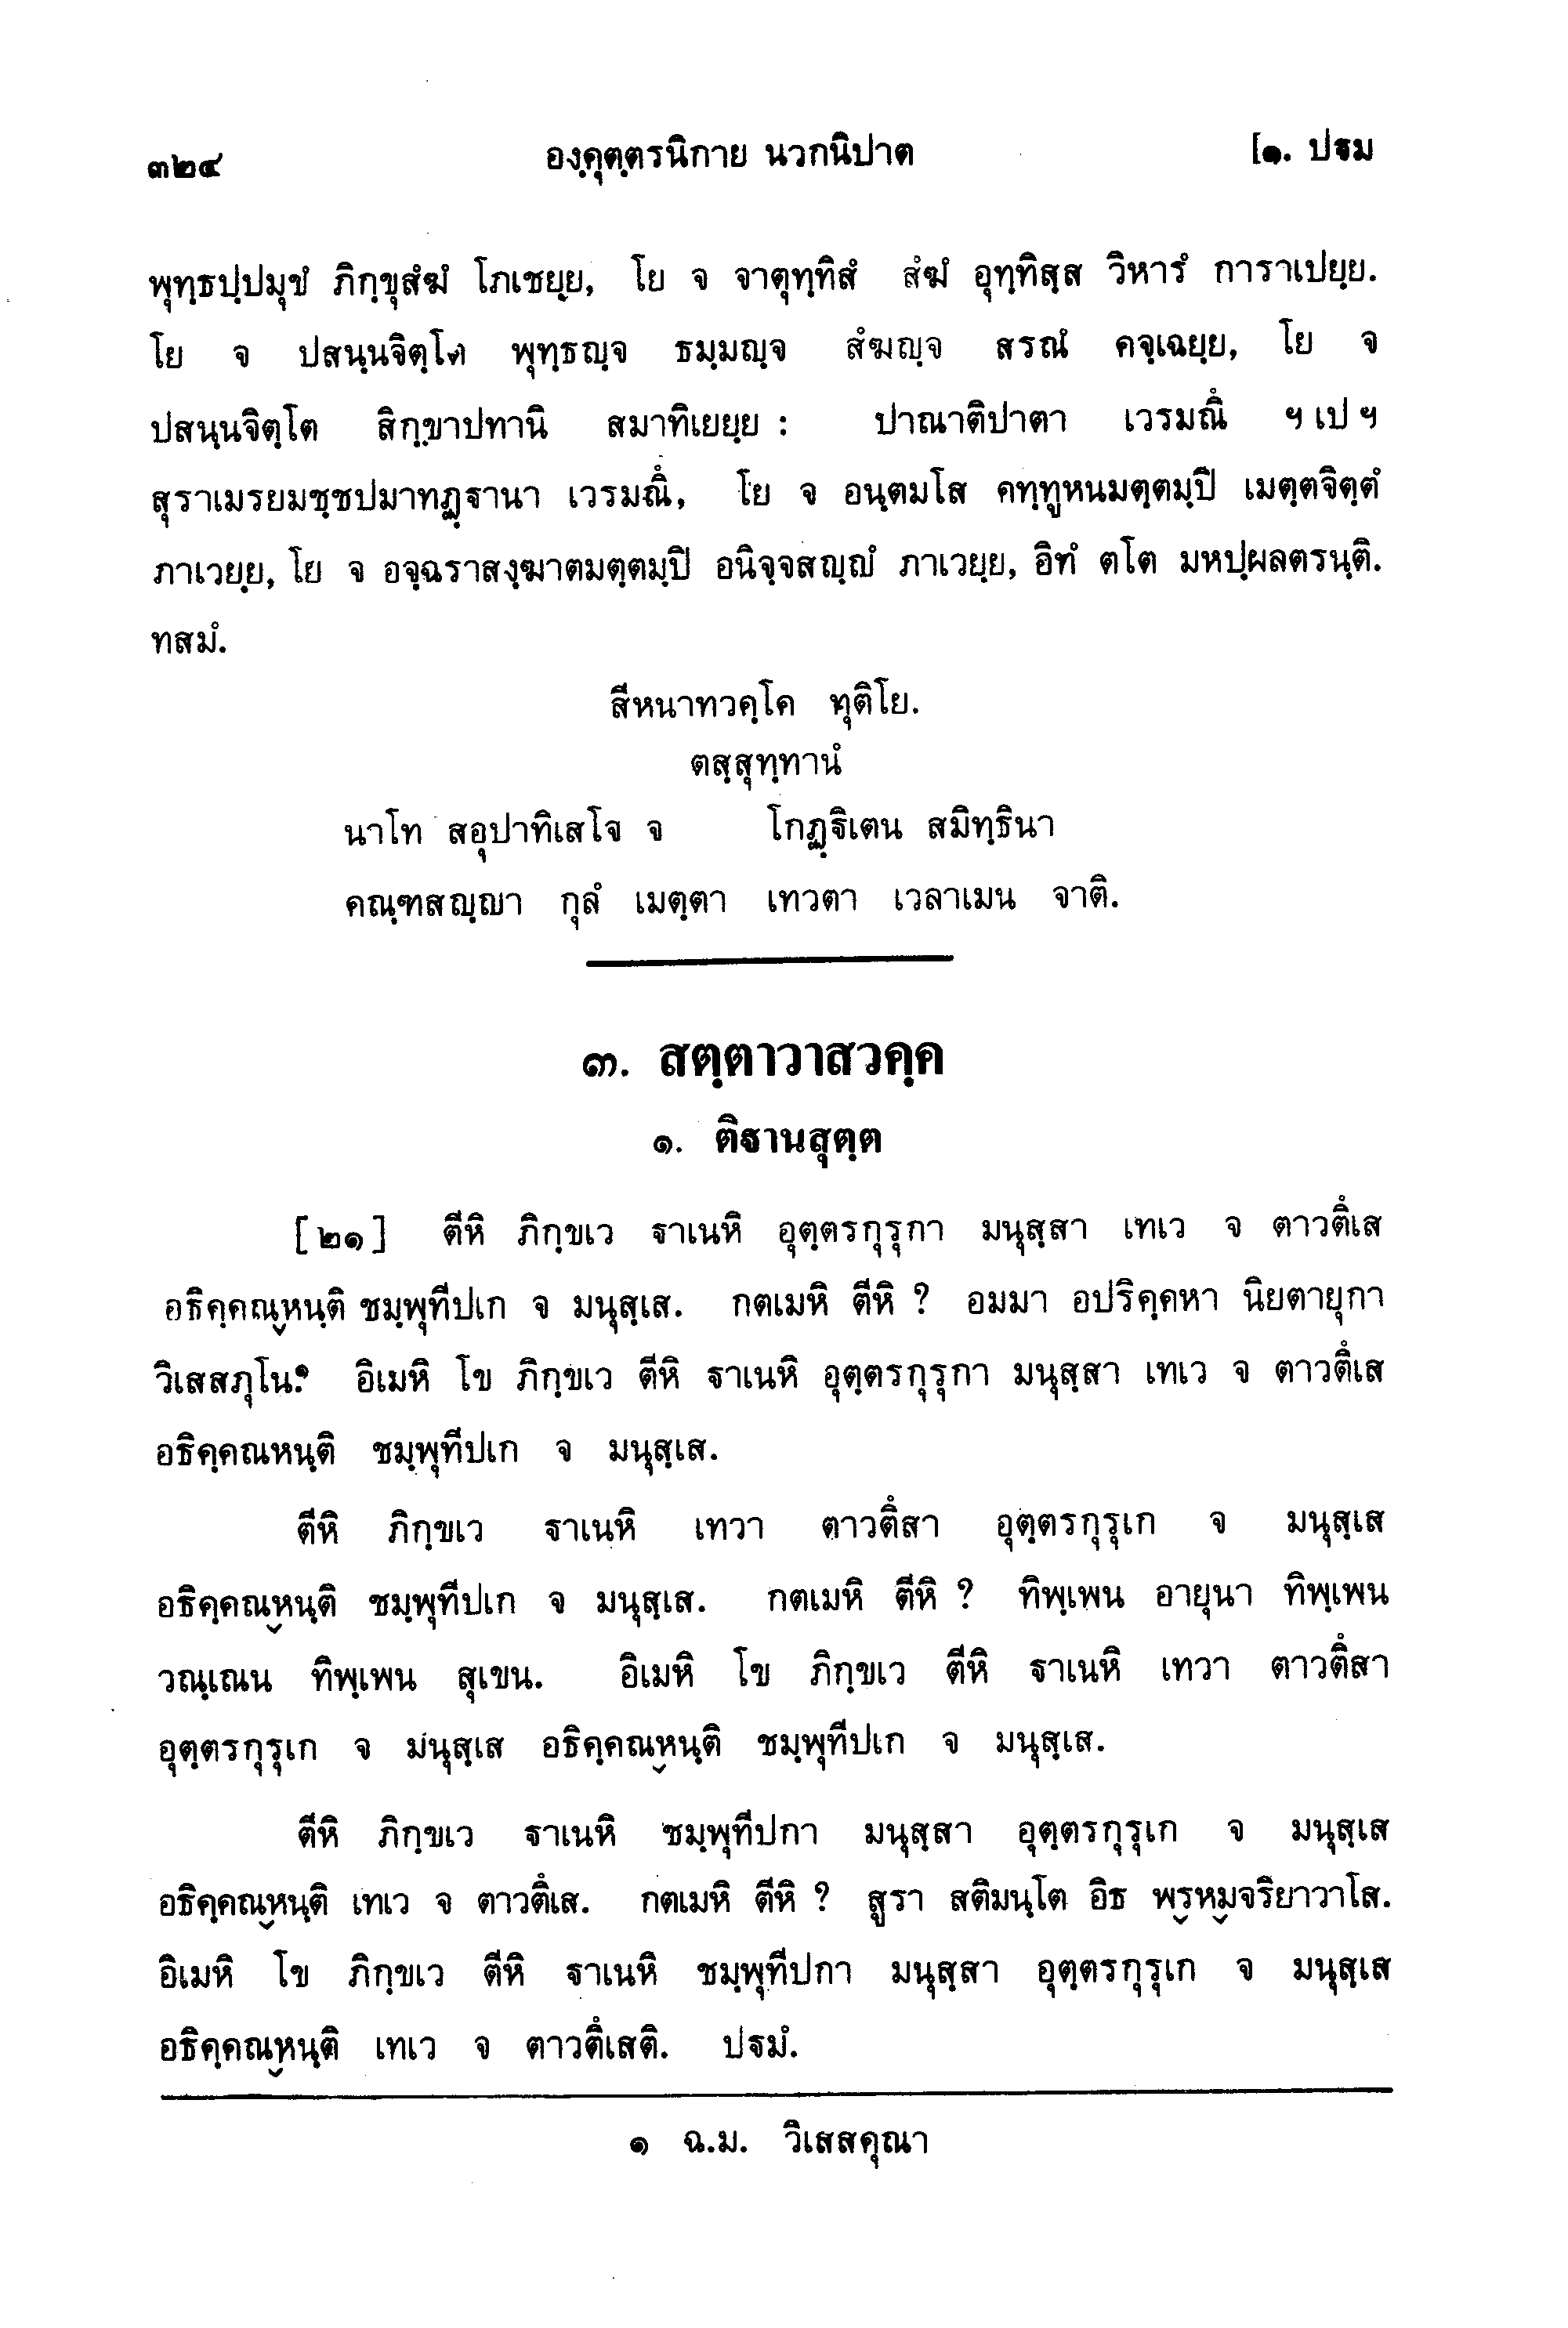 ๓๒๔ องฺคุตฺตรนิกาย นวกนิปาต [๑. ปฐม
พุทฺธปฺปมุขํ ภิกฺขุสํฆํ โภเชยฺย, โย จ จาตุทฺทิสํ สํฆํ อุทฺทิสฺส วิหารํ การาเปยฺย.
โย จ ปสนฺนจิตฺโต พุทฺธญฺจ ธมฺมญฺจ สํฆญฺจ สรณํ คจฺเฉยฺย, โย จ
ปสนฺนจิตฺโต สิกฺขาปทานิ สมาทิเยยฺย : ปาณาติปาตา เวรมณึ ฯ เป ฯ
สุราเมรยมชฺชปมาทฏฺฐานา เวรมณึ, โย จ อนฺตมโส คทฺทูหนมตฺตมฺปิ เมตฺตจิตฺตํ
ภาเวยฺย, โย จ อจฺฉราสงฺฆาตมตฺตมฺปิ อนิจฺจสญฺญํ ภาเวยฺย, อิทํ ตโต มหปฺผลตรนฺติ.
ทสมํ.
สีหนาทวคฺโค ทุติโย.
ตสฺสุทฺทานํ
นาโท สอุปาทิเสโจ จ โกฏฺฐิเตน สมิทฺธินา
คณฺฑสญฺญา กุลํ เมตฺตา เทวตา เวลาเมน จาติ.
๓. สตฺตาวาสวคฺค
๑. ติฐานสุตฺต
[๒๑] ตีหิ ภิกฺขเว ฐาเนหิ อุตฺตรกุรุกา มนุสฺสา เทเว จ ตาวตึเส
อธิคฺคณฺหนฺติ ชมฺพุทีปเก จ มนุสฺเส. กตเมหิ ตีหิ ? อมมา อปริคฺคหา นิยตายุกา
วิเสสภุโน.๑ อิเมหิ โข ภิกฺขเว ตีหิ ฐาเนหิ อุตฺตรกุรุกา มนุสฺสา เทเว จ ตาวตึเส
อธิคฺคณหนฺติ ชมฺพุทีปเก จ มนุสฺเส.
ตีหิ ภิกฺขเว ฐาเนหิ เทวา ตาวตึสา อุตฺตรกุรุเก จ มนุสฺเส
อธิคฺคณฺหนฺติ ชมฺพุทีปเก จ มนุสฺเส. กตเมหิ ตีหิ ? ทิพฺเพน อายุนา ทิพฺเพน
วณฺเณน ทิพฺเพน สุเขน. อิเมหิ โข ภิกฺขเว ตีหิ ฐาเนหิ เทวา ตาวตึสา
อุตฺตรกุรุเก จ มนุสฺเส อธิคฺคณฺหนฺติ ชมฺพุทีปเก จ มนุสฺเส.
ตีหิ ภิกฺขเว ฐาเนหิ ชมฺพุทีปกา มนุสฺสา อุตฺตรกุรุเก จ มนุสฺเส
อธิคฺคณฺหนฺติ เทเว จ ตาวตึเส. กตเมหิ ตีหิ ? สูรา สติมนฺโต อิธ พฺรหฺมจริยาวาโส.
อิเมหิ โข ภิกฺขเว ตีหิ ฐาเนหิ ชมฺพุทีปกา มนุสฺสา อุตฺตรกุรุเก จ มนุสฺเส
อธิคฺคณฺหนฺติ เทเว จ ตาวตึเสติ. ปฐมํ.
๑ ฉ.ม. วิเสสคุณา